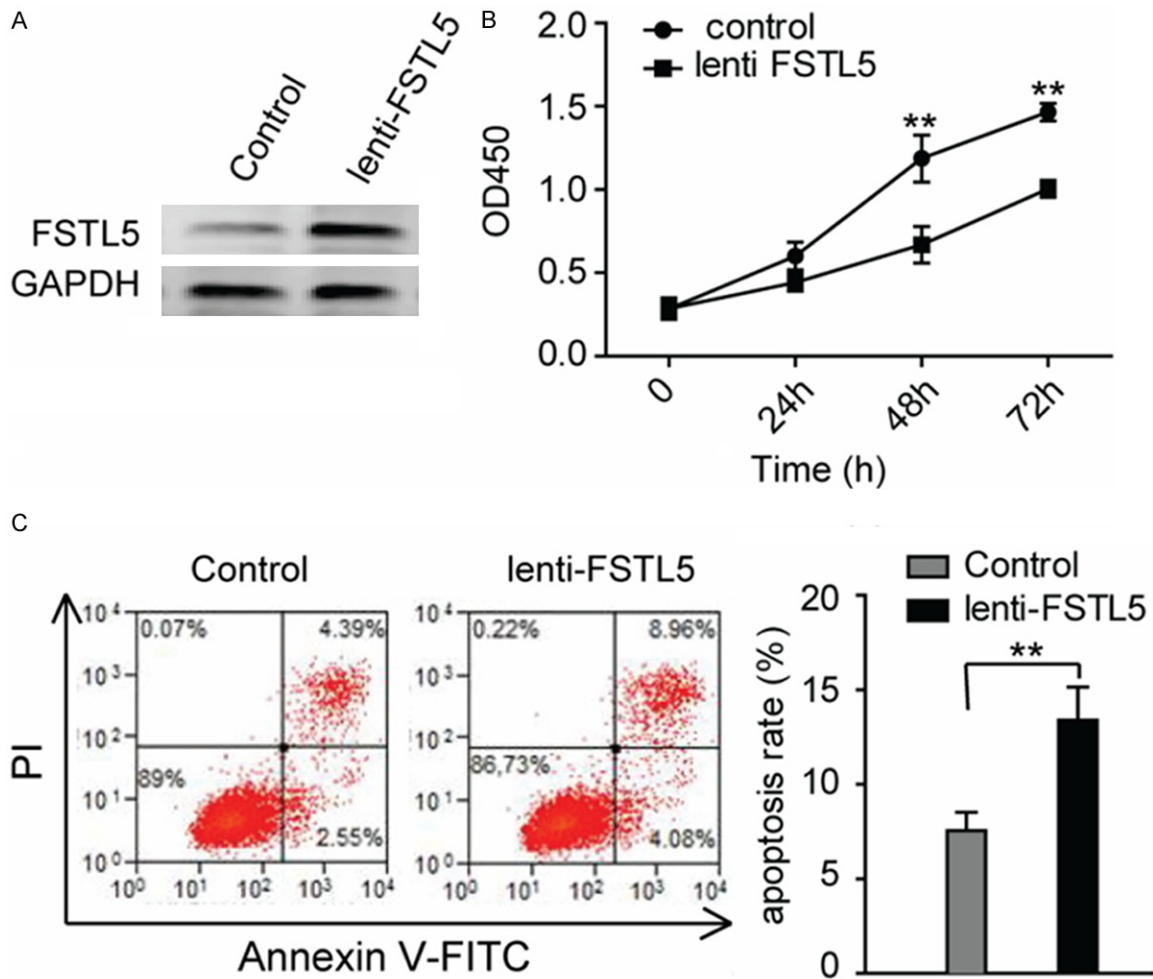 A
Control
lenti-FSTL5
FSTL5
GAPDH
B
control
lenti FSTL5
**
**
2.0
1.5
1.0
0.5
0.0
OD450
0
24h
48h
72h
Time (h)
C
Control
lenti-FSTL5
PI
10⁴
10³
10²
10¹
10⁰
0.07%
4.39%
89%
2.55%
10⁰ 10¹ 10² 10³ 10⁴
10⁴
10³
10²
10¹
10⁰
0.22%
8.96%
86,73%
4.08%
10⁰ 10¹ 10² 10³ 10⁴
Annexin V-FITC
Control
lenti-FSTL5
**
apoptosis rate (%)
20
15
10
5
0